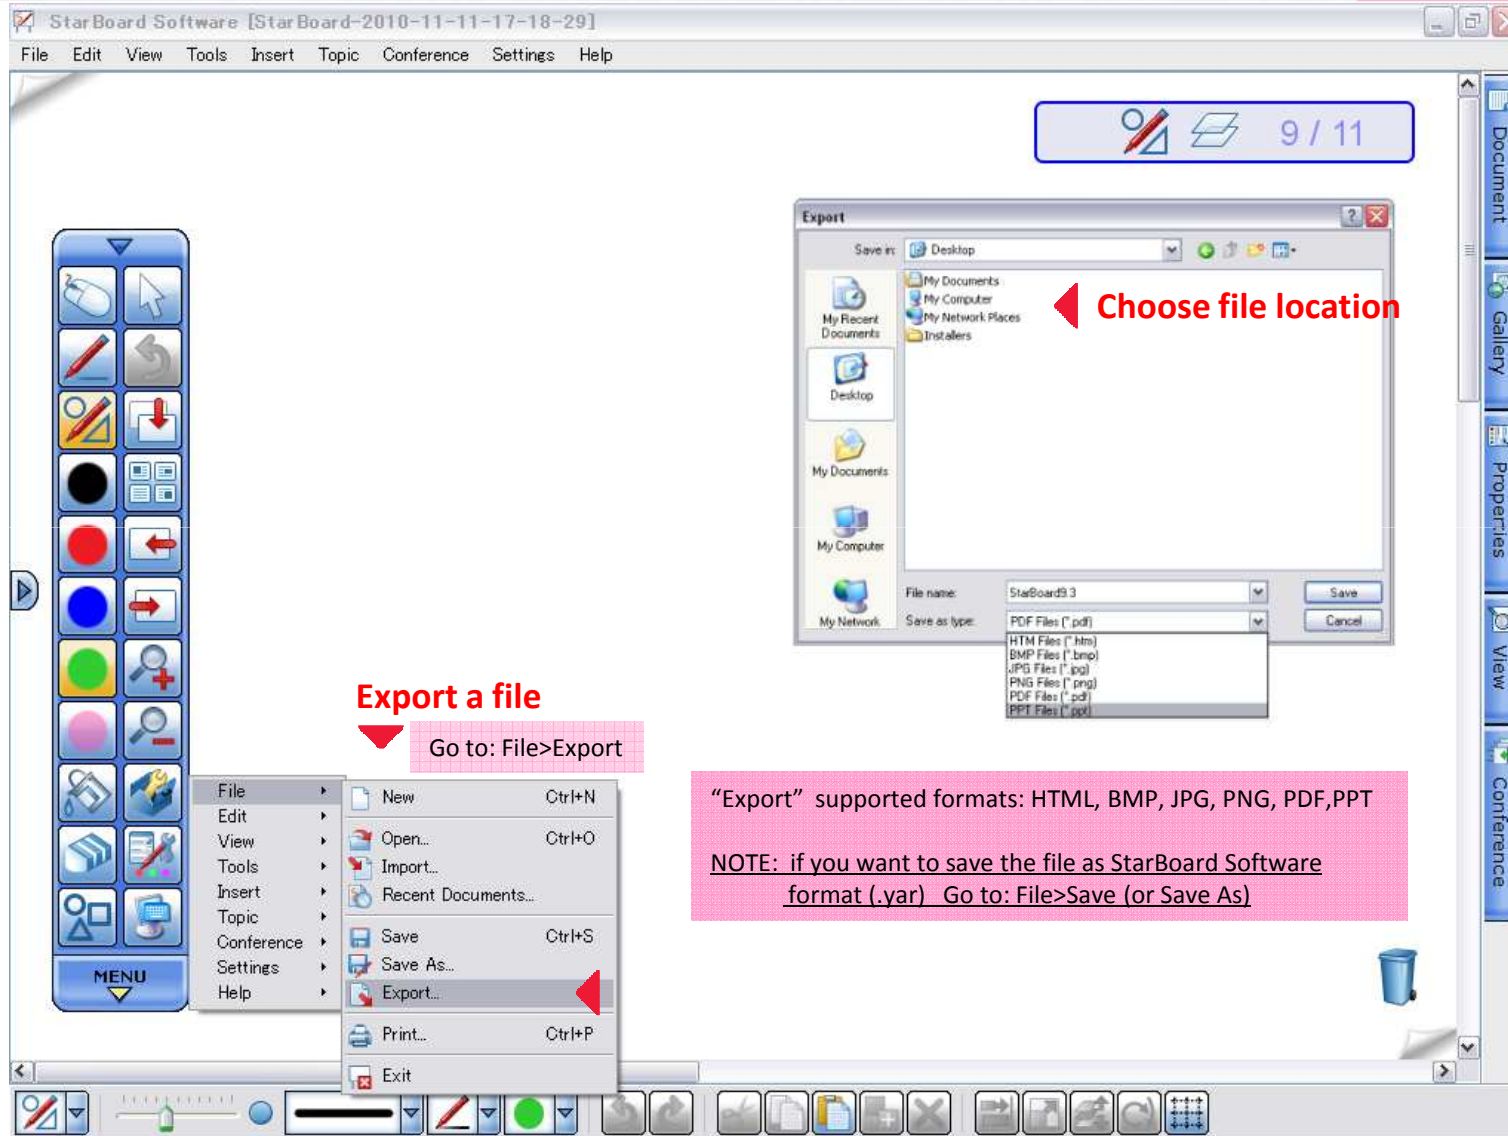 StarBoard Software [StarBoard-2010-11-11-17-18-29]
File Edit View Tools Insert Topic Conference Settings Help
9 / 11
Document
Gallery
Properties
View
Conference
Export
Save in: Desktop
My Documents
My Computer
My Network Places
Installers
Choose file location
My Recent
Documents
Desktop
My Documents
My Computer
My Network
File name: StarBoard9.3 Save
Save as type: PDF Files (*.pdf) Cancel
HTM Files (*.htm)
BMP Files (*.bmp)
JPG Files (*.jpg)
PNG Files (*.png)
PDF Files (*.pdf)
PPT Files (*.ppt)
Export a file
Go to: File>Export
MENU
File
Edit
View
Tools
Insert
Topic
Conference
Settings
Help
New Ctrl+N
Open... Ctrl+O
Import...
Recent Documents...
Save Ctrl+S
Save As...
Export...
Print... Ctrl+P
Exit
“Export” supported formats: HTML, BMP, JPG, PNG, PDF,PPT
NOTE: if you want to save the file as StarBoard Software
format (.yar) Go to: File>Save (or Save As)